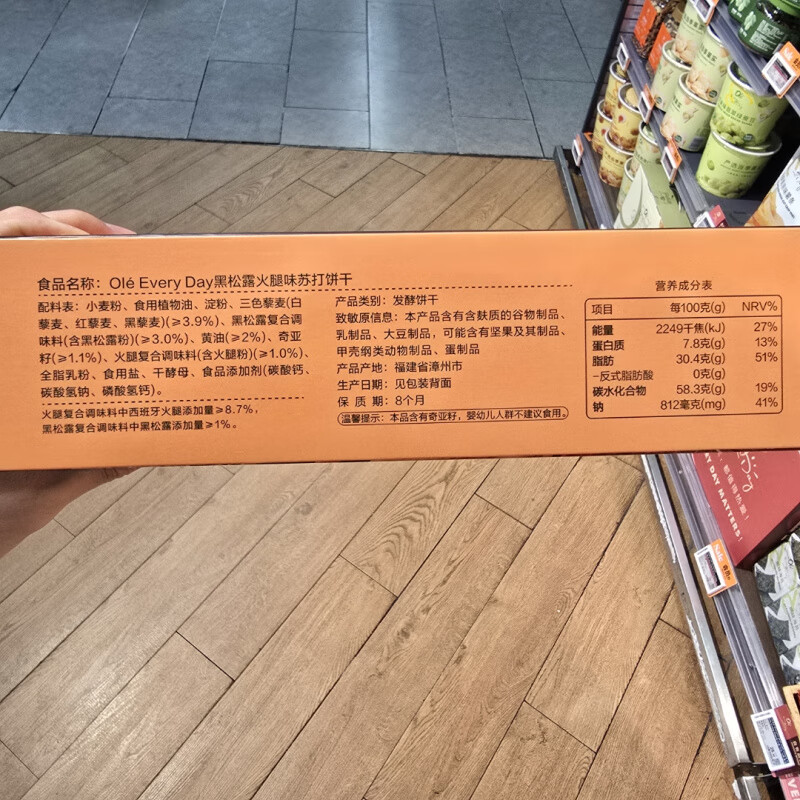 食品名称：Olé Every Day黑松露火腿味苏打饼干
配料表：小麦粉、食用植物油、淀粉、三色藜麦(白
藜麦、红藜麦、黑藜麦)(≥3.9%)、黑松露复合调
味料(含黑松露粉)(≥3.0%)、黄油(≥2%)、奇亚
籽(≥1.1%)、火腿复合调味料(含火腿粉)(≥1.0%)、
全脂乳粉、食用盐、干酵母、食品添加剂(碳酸钙、
碳酸氢钠、磷酸氢钙)。
火腿复合调味料中西班牙火腿添加量≥8.7%，
黑松露复合调味料中黑松露添加量≥1%。
产品类别：发酵饼干
致敏原信息：本产品含有含麸质的谷物制品、
乳制品、大豆制品，可能含有坚果及其制品、
甲壳纲类动物制品、蛋制品
产品产地：福建省漳州市
生产日期：见包装背面
保 质 期：8个月
温馨提示：本品含有奇亚籽，婴幼儿人群不建议食用。
营养成分表
项目 每100克(g) NRV%
能量 2249千焦(kJ) 27%
蛋白质 7.8克(g) 13%
脂肪 30.4克(g) 51%
–反式脂肪酸 0克(g)
碳水化合物 58.3克(g) 19%
钠 812毫克(mg) 41%
DAY MATTERS!